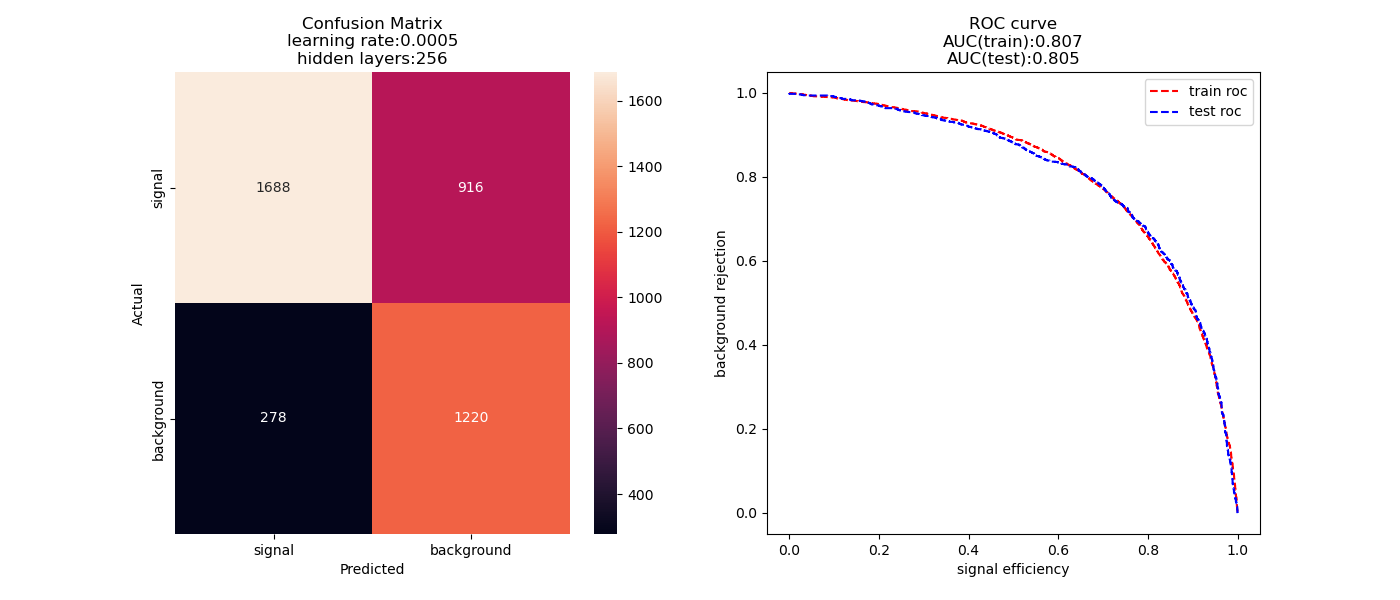 Confusion Matrix
learning rate:0.0005
hidden layers:256
signal
background
Actual
1688
916
278
1220
signal
background
Predicted
1600
1400
1200
1000
800
600
400
ROC curve
AUC(train):0.807
AUC(test):0.805
train roc
test roc
1.0
0.8
0.6
0.4
0.2
0.0
background rejection
0.0
0.2
0.4
0.6
0.8
1.0
signal efficiency